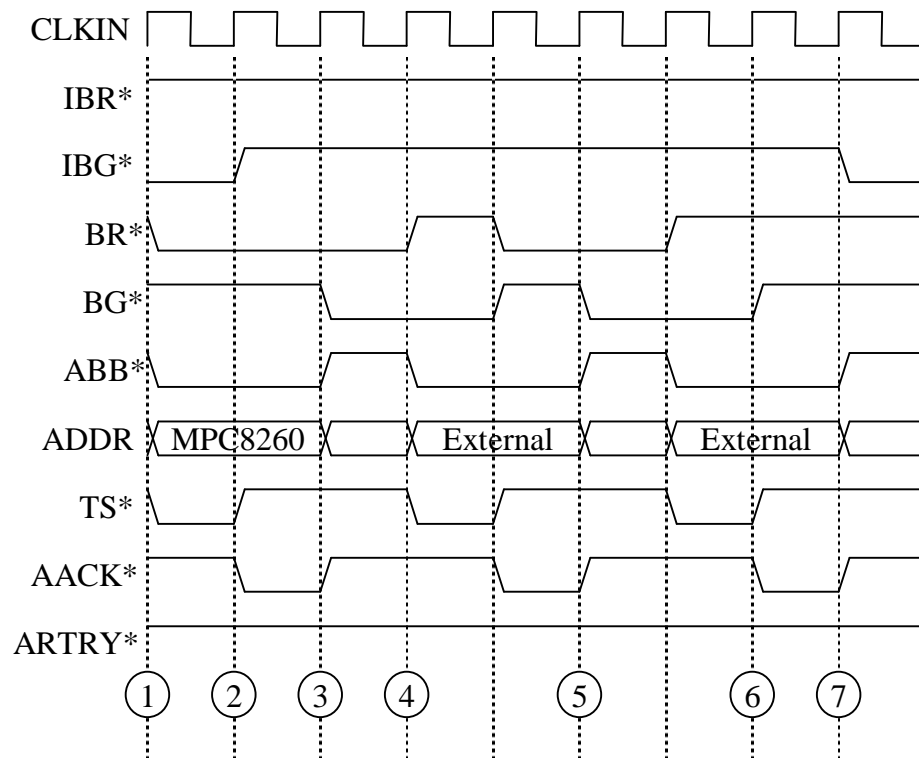 CLKIN
IBR*
IBG*
BR*
BG*
ABB*
ADDR MPC8260 External External
TS*
AACK*
ARTRY*
1 2 3 4 5 6 7